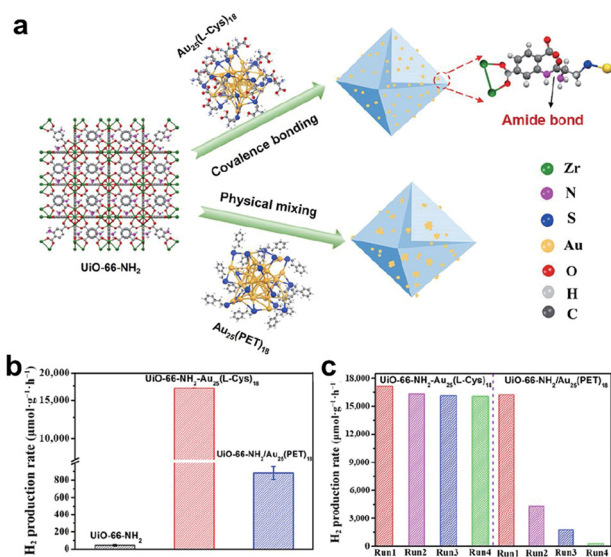 a
Au25(L-Cys)18
Covalence bonding
Amide bond
UiO-66-NH2
Physical mixing
Au25(PET)18
Zr
N
S
Au
O
H
C
b
H2 production rate (μmol·g⁻¹·h⁻¹)
20,000
15,000
10,000
800
600
400
200
0
UiO-66-NH2-Au25(L-Cys)18
UiO-66-NH2/Au25(PET)18
UiO-66-NH2
c
H2 production rate (μmol·g⁻¹·h⁻¹)
18,000
15,000
12,000
9,000
6,000
3,000
0
UiO-66-NH2-Au25(L-Cys)18
UiO-66-NH2/Au25(PET)18
Run1 Run2 Run3 Run4 Run1 Run2 Run3 Run4